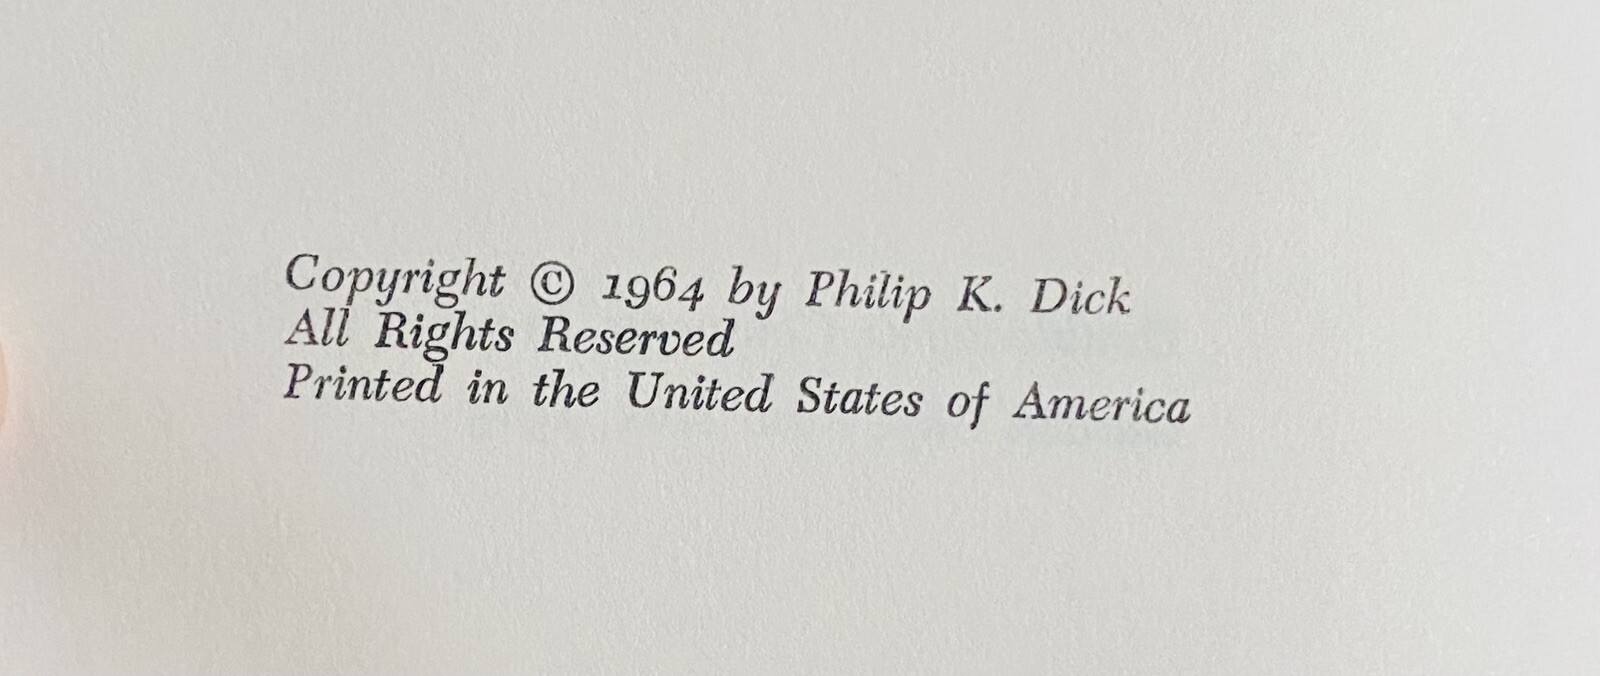 Copyright © 1964 by Philip K. Dick
All Rights Reserved
Printed in the United States of America